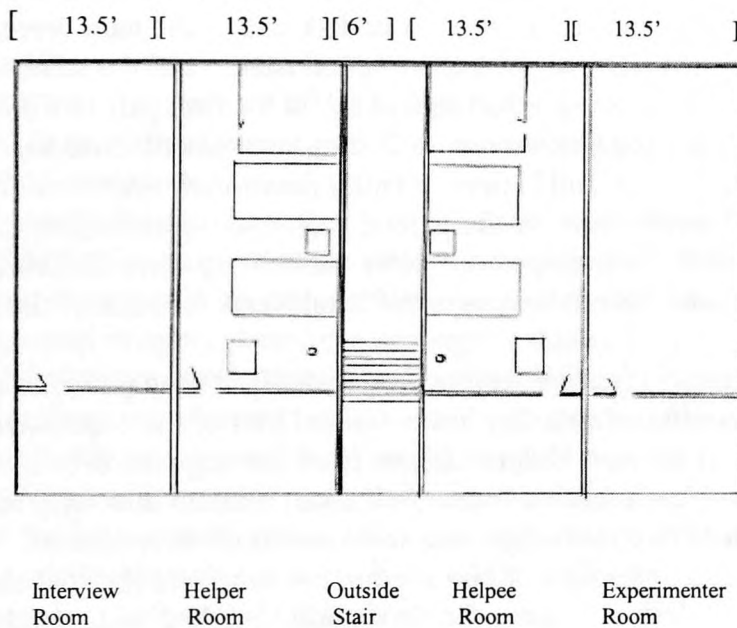 [ 13.5' ][ 13.5' ][ 6' ] [ 13.5' ][ 13.5' ]
Interview Helper Outside Helpee Experimenter
Room Room Stair Room Room